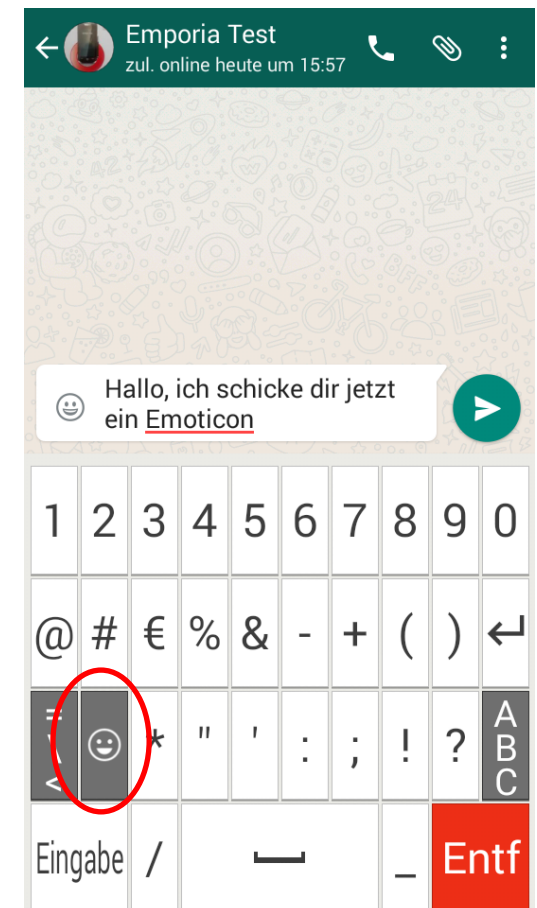 Emporia Test
zul. online heute um 15:57
Hallo, ich schicke dir jetzt
ein Emoticon
1 2 3 4 5 6 7 8 9 0
@ # € % & - + ( ) ↵
* " ' : ; ! ? A
B
C
Eingabe / _ Entf